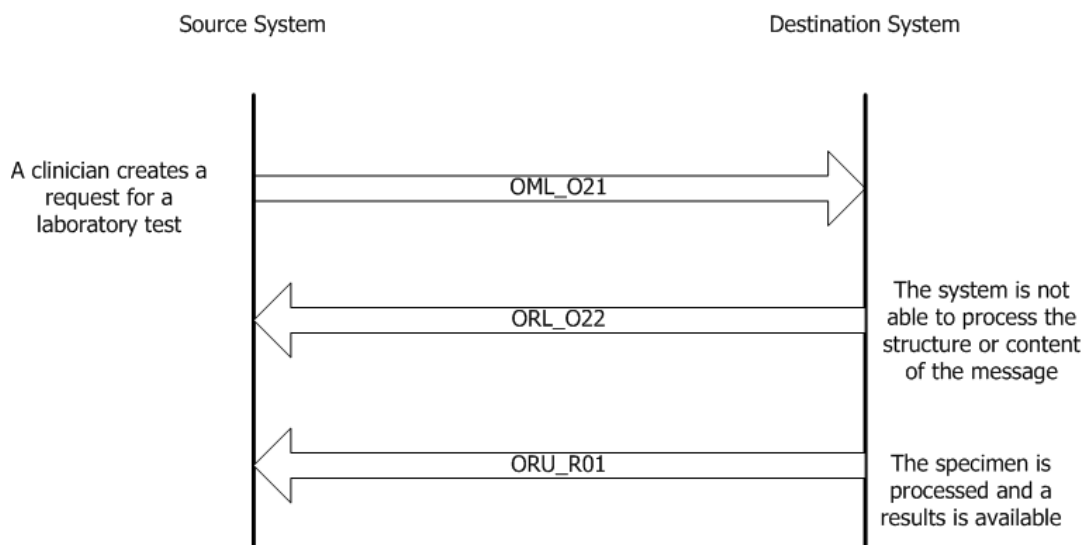 Source System
Destination System
A clinician creates a
request for a
laboratory test
OML_O21
ORL_O22
The system is not
able to process the
structure or content
of the message
ORU_R01
The specimen is
processed and a
results is available